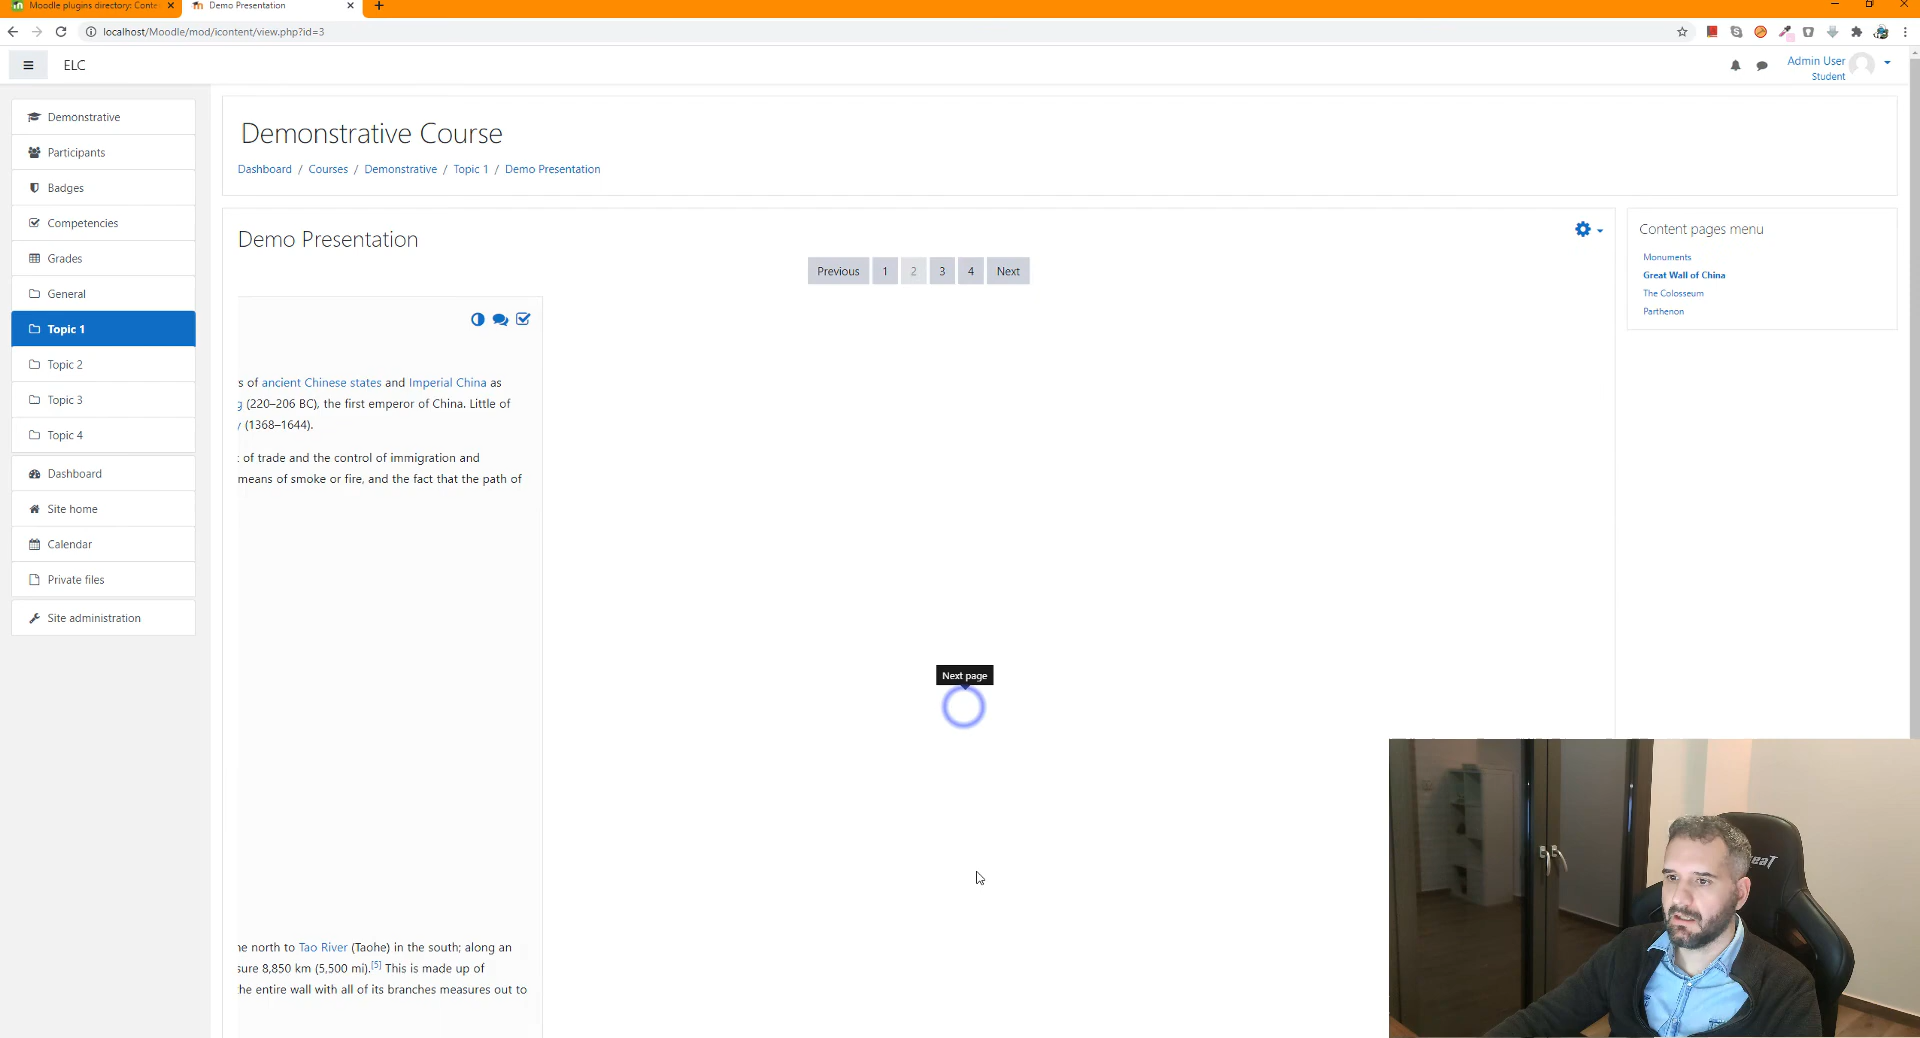 Moodle plugins directory: Conte
Demo Presentation
localhost/Moodle/mod/icontent/view.php?id=3
ELC
Admin User
Student
Demonstrative
Participants
Badges
Competencies
Grades
General
Topic 1
Topic 2
Topic 3
Topic 4
Dashboard
Site home
Calendar
Private files
Site administration
Demonstrative Course
Dashboard / Courses / Demonstrative / Topic 1 / Demo Presentation
Demo Presentation
Previous 1 2 3 4 Next
s of ancient Chinese states and Imperial China as
g (220–206 BC), the first emperor of China. Little of
y (1368–1644).
t of trade and the control of immigration and
means of smoke or fire, and the fact that the path of
Next page
he north to Tao River (Taohe) in the south; along an
sure 8,850 km (5,500 mi).[5] This is made up of
he entire wall with all of its branches measures out to
Content pages menu
Monuments
Great Wall of China
The Colosseum
Parthenon